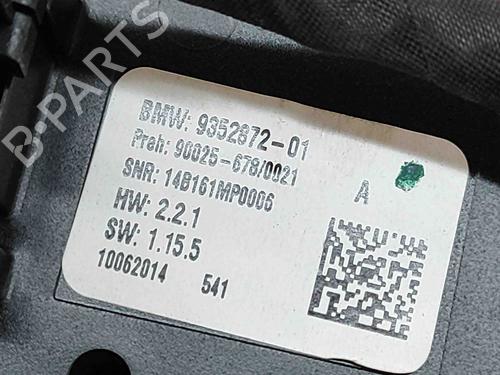 B-PARTS
BMW: 9352872-01
Preh: 90025-678/0021
SNR: 14B161MP0006
A
HW: 2.2.1
SW: 1.15.5
10062014 541